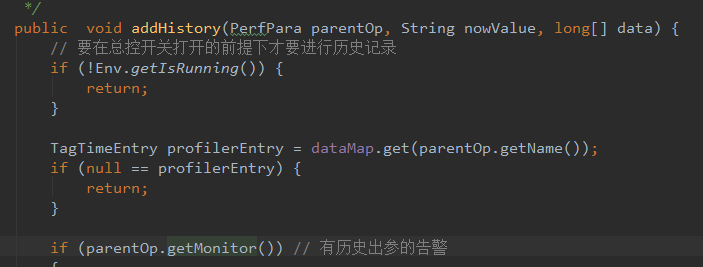 */
public  void addHistory(PerfPara parentOp, String nowValue, long[] data) {
// 要在总控开关打开的前提下才要进行历史记录
if (!Env.getIsRunning()) {
return;
}
TagTimeEntry profilerEntry = dataMap.get(parentOp.getName());
if (null == profilerEntry) {
return;
}
if (parentOp.getMonitor()) // 有历史出参的告警
{